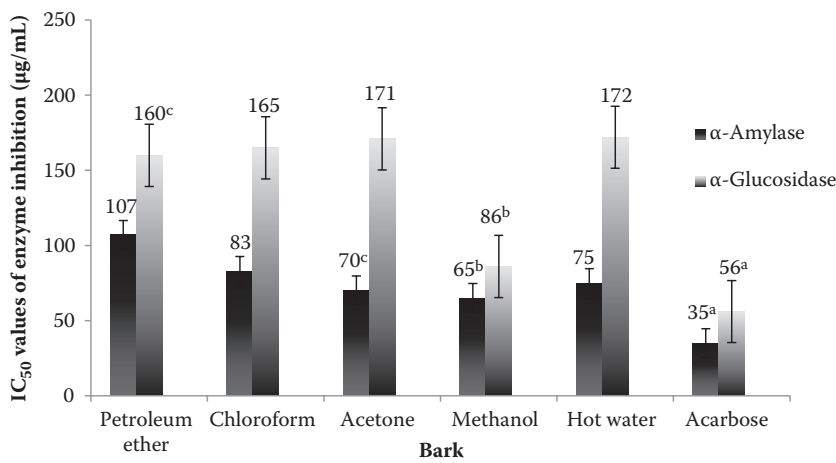 IC₅₀ values of enzyme inhibition (µg/mL)
250
200
150
100
50
0
107
160ᶜ
83
165
70ᶜ
171
65ᵇ
86ᵇ
75
172
35ᵃ
56ᵃ
α-Amylase
α-Glucosidase
Petroleum
ether
Chloroform
Acetone
Methanol
Hot water
Acarbose
Bark